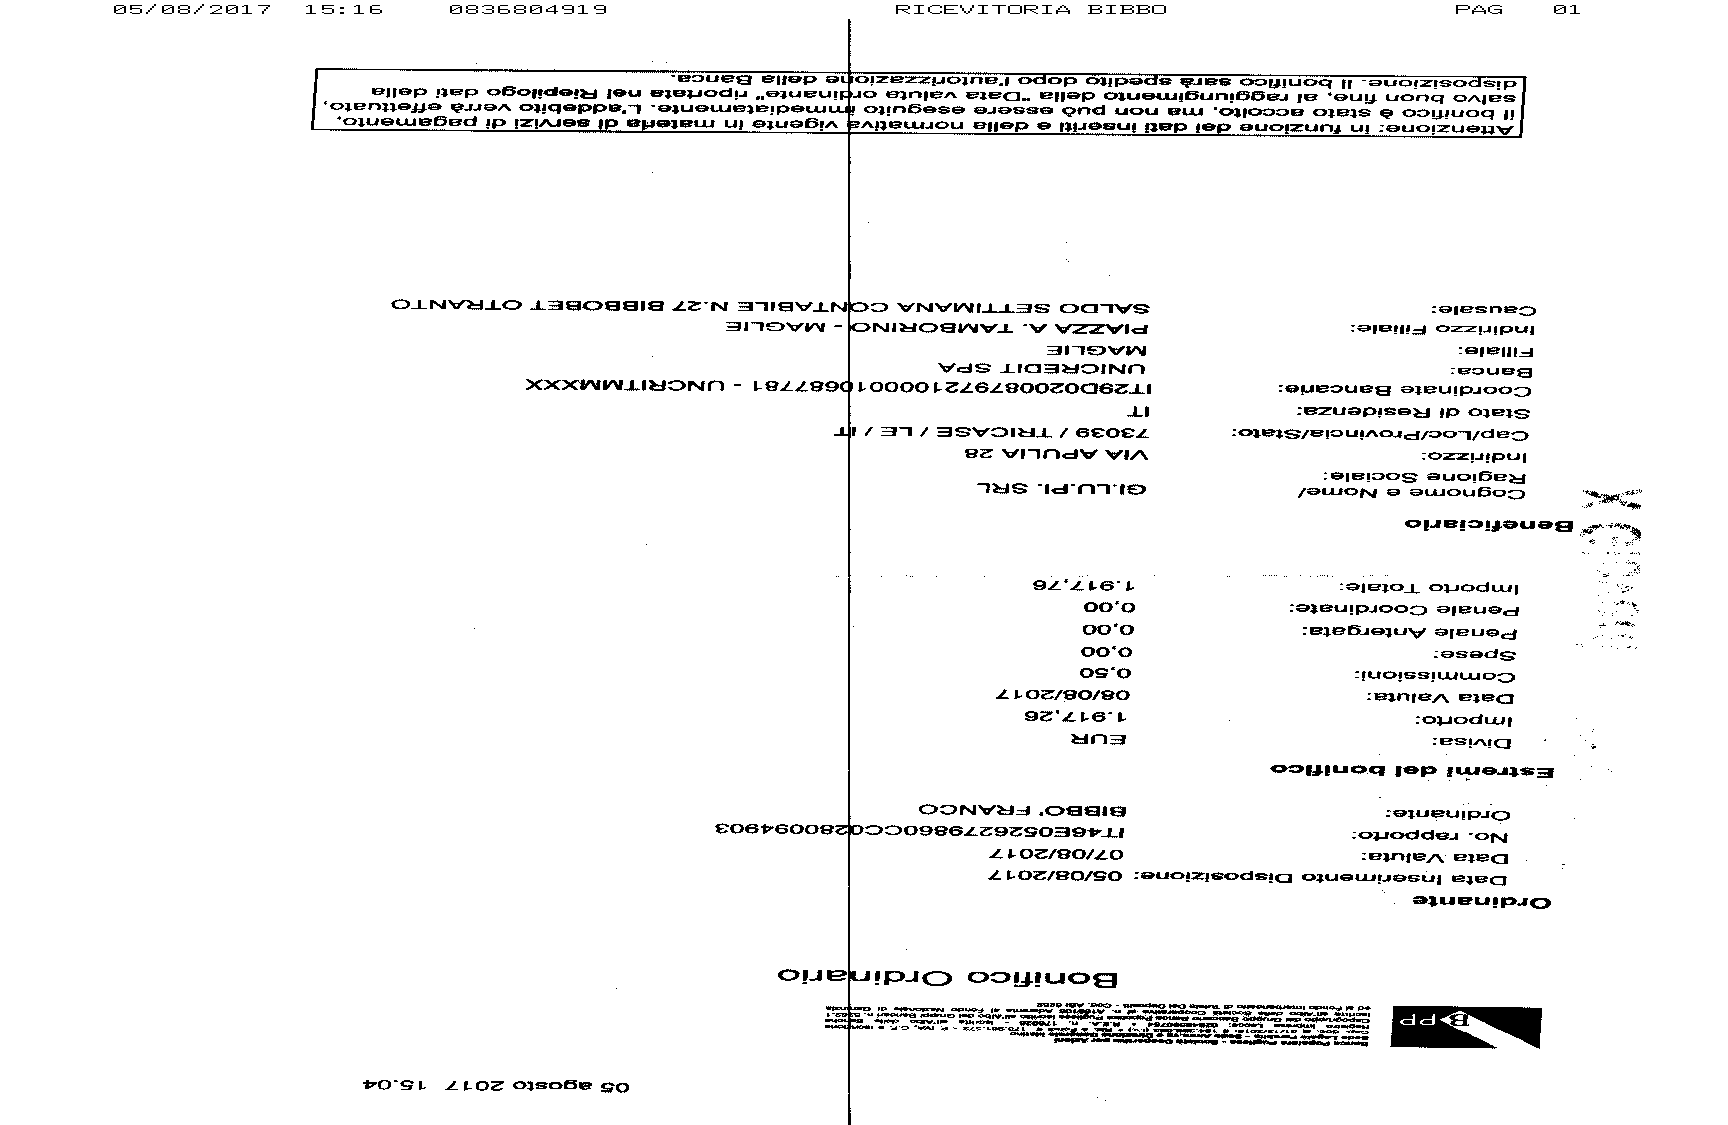 05/08/2017 15:16 0836804919 RICEVITORIA BIBBO PAG 01
05 agosto 2017 15.04
BPP
Banca Popolare Pugliese - Società Cooperativa per Azioni
Bonifico Ordinario
Ordinante
Data Inserimento Disposizione: 05/08/2017
Data Valuta: 07/08/2017
No. rapporto: IT46E0526279860CC0280094903
Ordinante: BIBBO' FRANCO
Estremi del bonifico
Divisa: EUR
Importo: 1.917,26
Data Valuta: 08/08/2017
Commissioni: 0,50
Spese: 0,00
Penale Antergata: 0,00
Penale Coordinate: 0,00
Importo Totale: 1.917,76
Beneficiario
Cognome e Nome/
Ragione Sociale: GI.LU.PI. SRL
Indirizzo: VIA APULIA 28
Cap/Loc/Provincia/Stato: 73039 / TRICASE / LE / IT
Stato di Residenza: IT
Coordinate Bancarie: IT29D0200879721000010687781 - UNCRITMMXXX
Banca: UNICREDIT SPA
Filiale: MAGLIE
Indirizzo Filiale: PIAZZA A. TAMBORINO - MAGLIE
Causale: SALDO SETTIMANA CONTABILE N.27 BIBBOBET OTRANTO
Attenzione: in funzione dei dati inseriti e della normativa vigente in materia di servizi di pagamento,
il bonifico è stato accolto, ma non può essere eseguito immediatamente. L'addebito verrà effettuato,
salvo buon fine, al raggiungimento della "Data valuta ordinante" riportata nel Riepilogo dati della
disposizione. Il bonifico sarà spedito dopo l'autorizzazione della Banca.